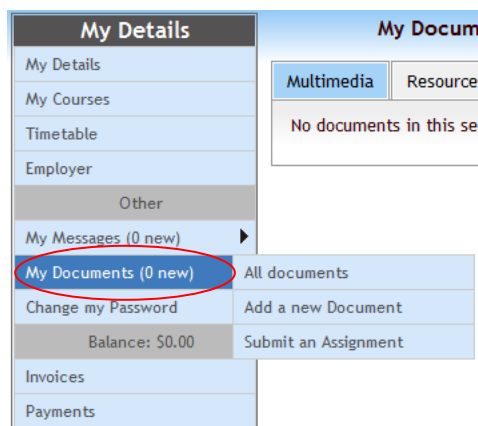 My Details
My Details
My Courses
Timetable
Employer
Other
My Messages (0 new)
My Documents (0 new)
Change my Password
Balance: $0.00
Invoices
Payments
All documents
Add a new Document
Submit an Assignment
My Docum
Multimedia Resource
No documents in this se